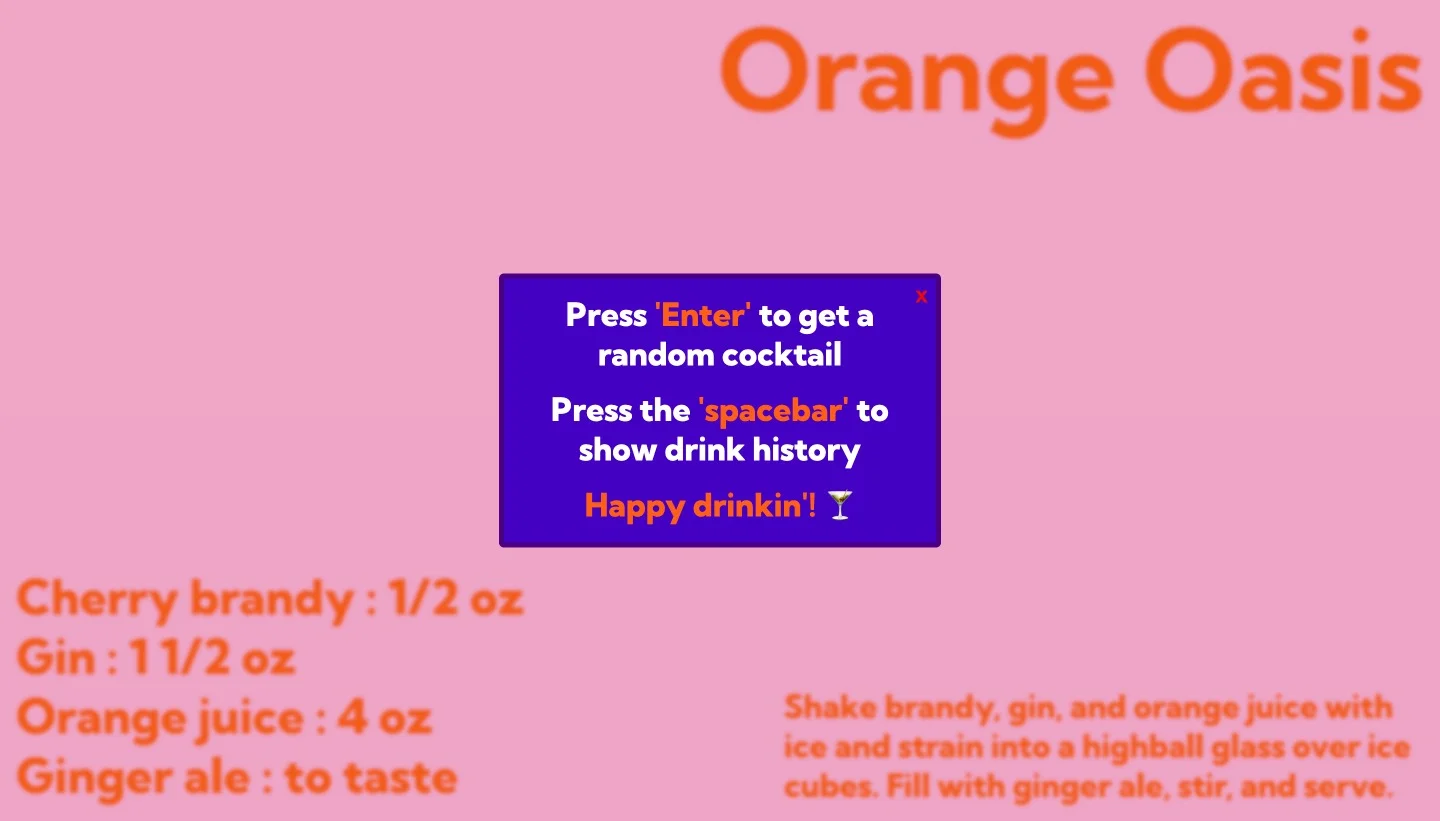 Orange Oasis
x
Press 'Enter' to get a
random cocktail
Press the 'spacebar' to
show drink history
Happy drinkin'! 🍸
Cherry brandy : 1/2 oz
Gin : 1 1/2 oz
Orange juice : 4 oz
Ginger ale : to taste
Shake brandy, gin, and orange juice with
ice and strain into a highball glass over ice
cubes. Fill with ginger ale, stir, and serve.